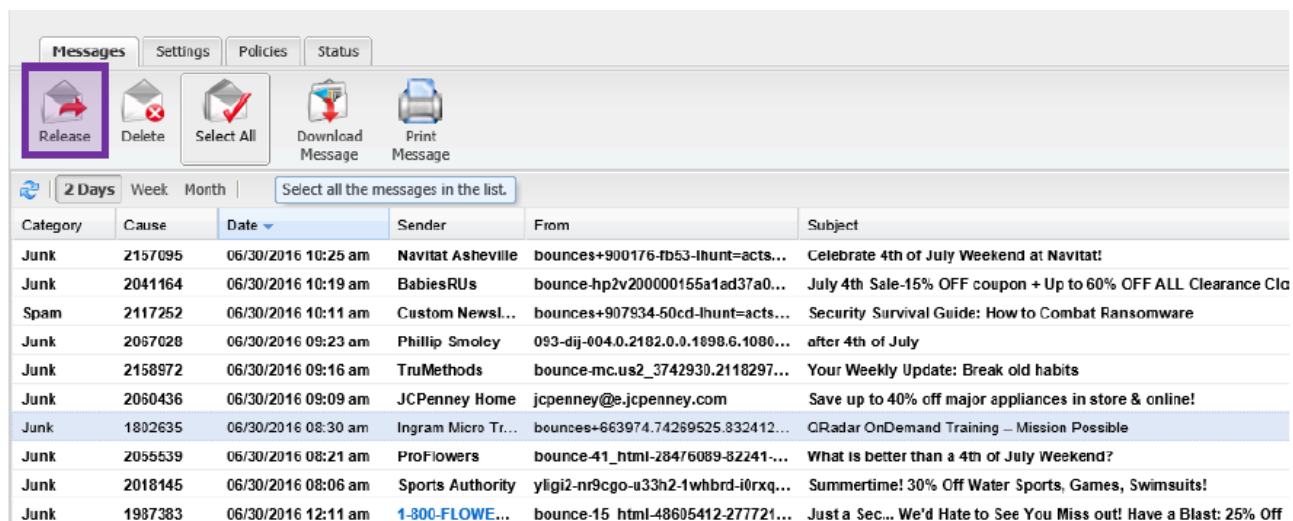 Messages Settings Policies Status
Release Delete Select All Download Message Print Message
2 Days Week Month Select all the messages in the list.
Category Cause Date Sender From Subject
Junk 2157095 06/30/2016 10:25 am Navitat Asheville bounces+900176-fb53-lhunt=acts... Celebrate 4th of July Weekend at Navitat!
Junk 2041164 06/30/2016 10:19 am BabiesRUs bounce-hp2v200000155a1ad37a0... July 4th Sale-15% OFF coupon + Up to 60% OFF ALL Clearance Clo
Spam 2117252 06/30/2016 10:11 am Custom Newsl... bounces+907934-50cd-lhunt=acts... Security Survival Guide: How to Combat Ransomware
Junk 2067028 06/30/2016 09:23 am Phillip Smoley 093-dij-004.0.2182.0.0.1898.6.1080... after 4th of July
Junk 2158972 06/30/2016 09:16 am TruMethods bounce-mc.us2_3742930.2118297... Your Weekly Update: Break old habits
Junk 2060436 06/30/2016 09:09 am JCPenney Home jcpenney@e.jcpenney.com Save up to 40% off major appliances in store & online!
Junk 1802635 06/30/2016 08:30 am Ingram Micro Tr... bounces+663974.74269525.832412... QRadar OnDemand Training – Mission Possible
Junk 2055539 06/30/2016 08:21 am ProFlowers bounce-41_html-28476089-82241-... What is better than a 4th of July Weekend?
Junk 2018145 06/30/2016 08:06 am Sports Authority yligi2-nr9cgo-u33h2-1whbrd-i0rxq... Summertime! 30% Off Water Sports, Games, Swimsuits!
Junk 1987383 06/30/2016 12:11 am 1-800-FLOWE... bounce-15_html-48605412-277721... Just a Sec... We'd Hate to See You Miss out! Have a Blast: 25% Off